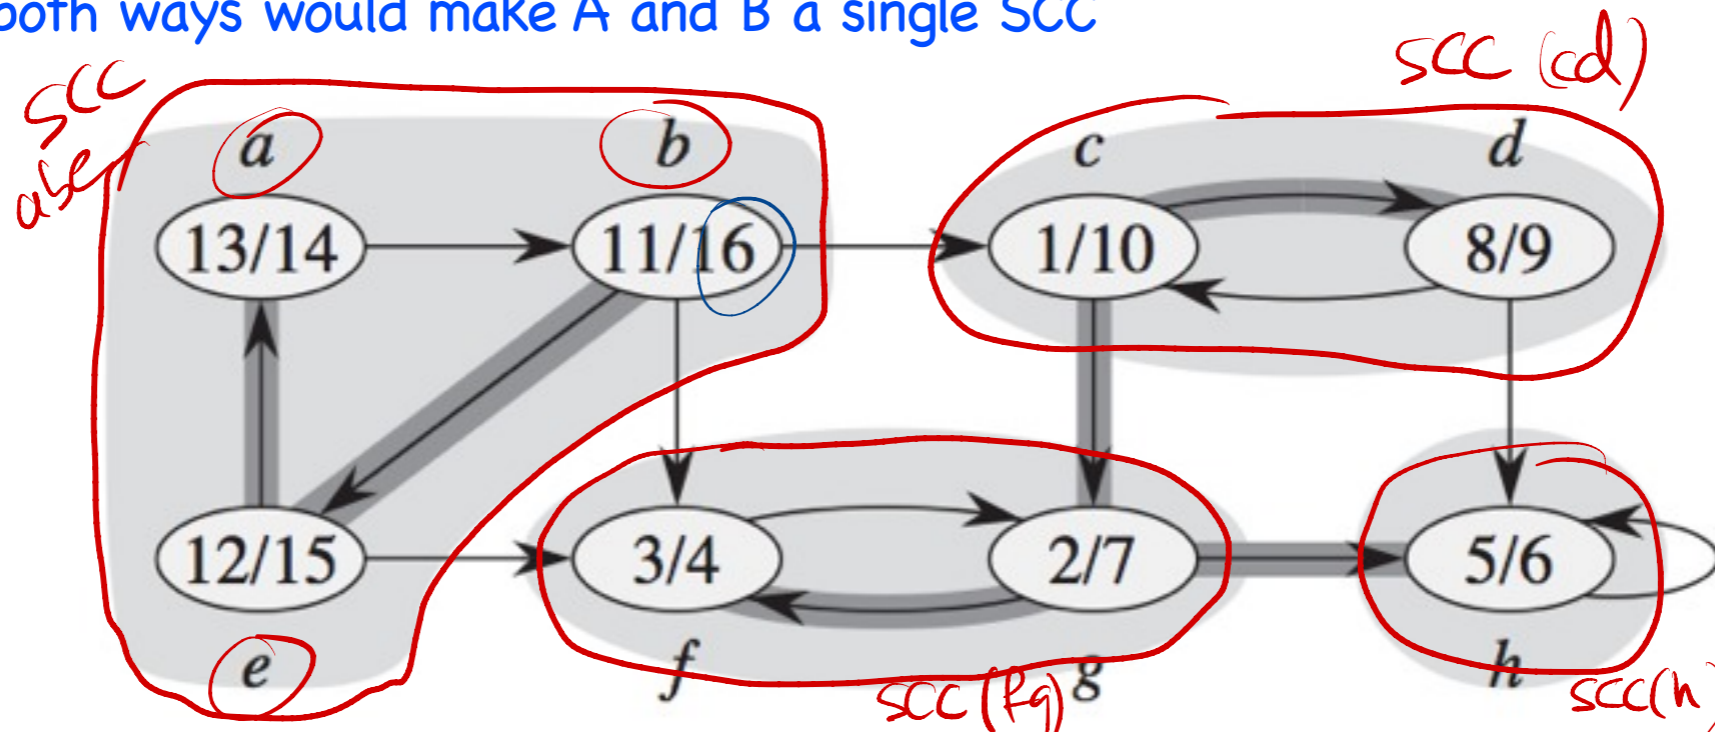 both ways would make A and B a single SCC
SCC (cd)
SCC
abe
a b c d
13/14 11/16 1/10 8/9
12/15 3/4 2/7 5/6
e f g h
SCC (fg)
SCC(h)